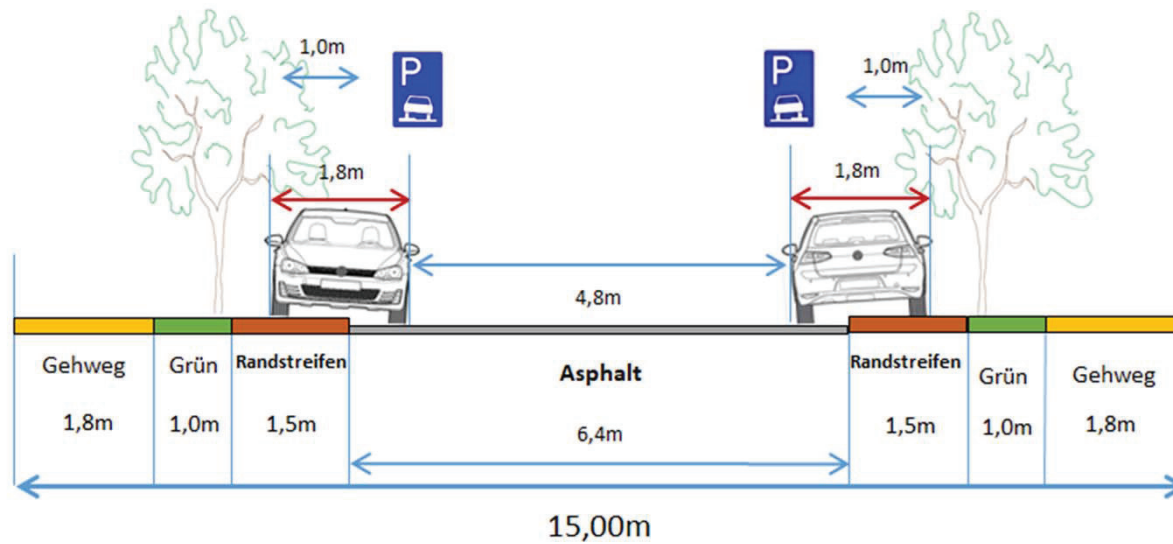 1,0m
P
P
1,0m
1,8m
1,8m
4,8m
Gehweg
Grün
Randstreifen
Asphalt
Randstreifen
Grün
Gehweg
1,8m
1,0m
1,5m
6,4m
1,5m
1,0m
1,8m
15,00m